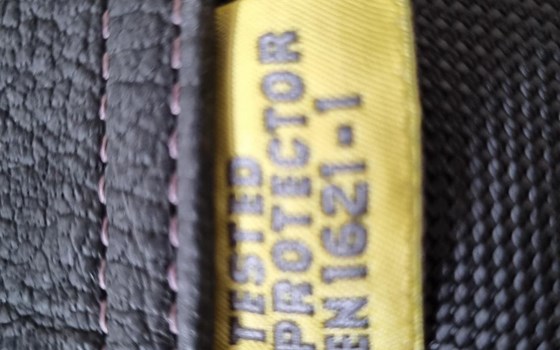 TESTED
PROTECTOR
EN 1621-1